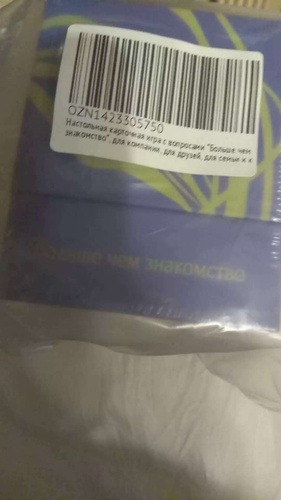 OZN1423305750
Настольная карточная игра с вопросами "Больше чем
знакомство", для компании, для друзей, для семьи и к
больше чем знакомство